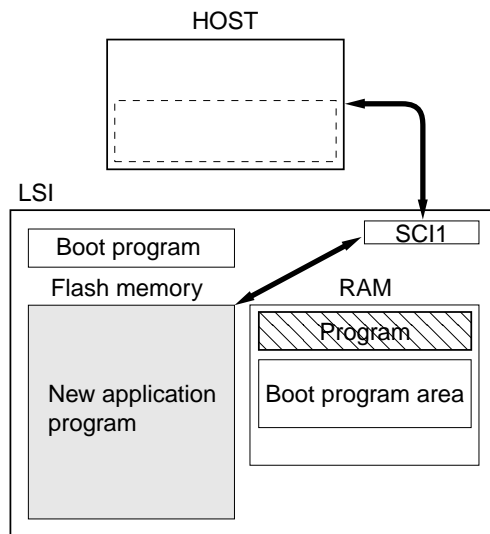 HOST
LSI
SCI1
Boot program
Flash memory
RAM
Program
New application
program
Boot program area